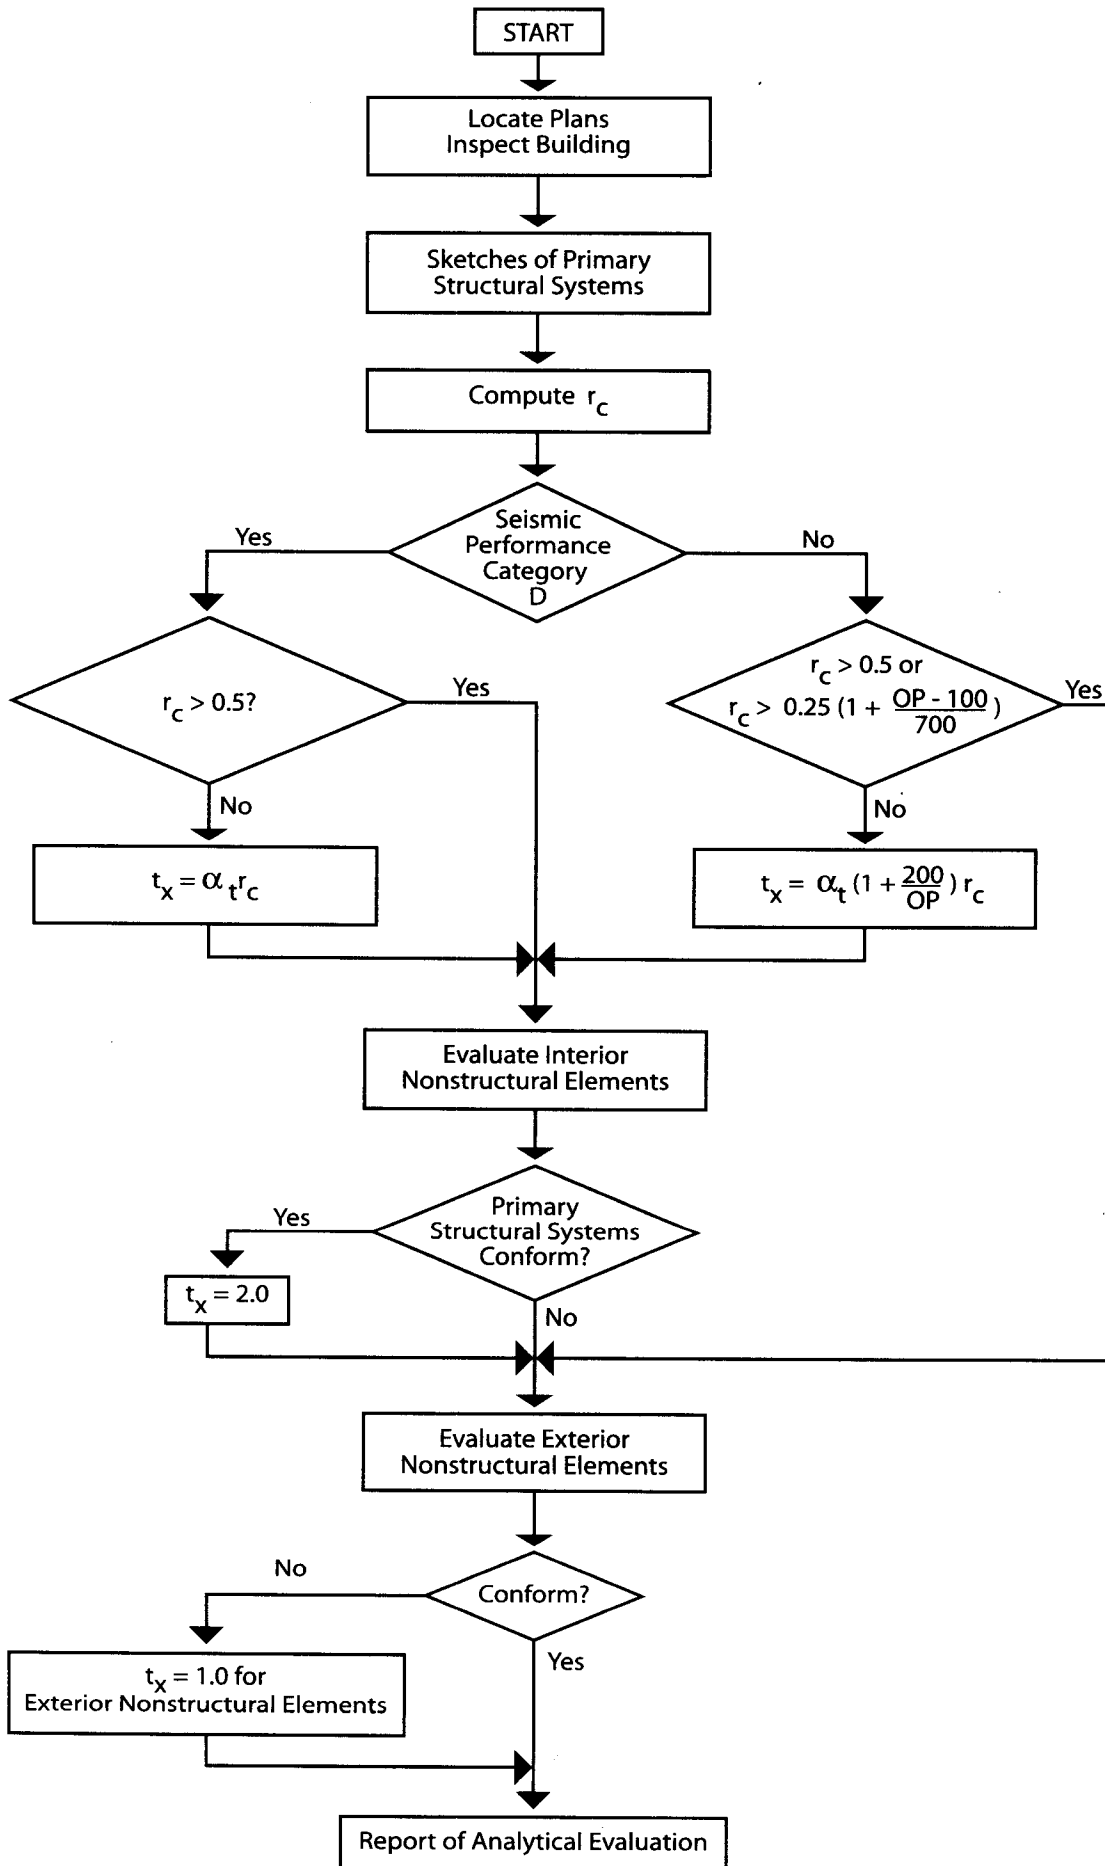 START
Locate Plans
Inspect Building
Sketches of Primary
Structural Systems
Compute r_c
Seismic
Performance
Category
D
Yes
No
r_c > 0.5?
Yes
r_c > 0.5 or
r_c > 0.25 (1 + \frac{OP - 100}{700})
Yes
No
No
t_x = α_t r_c
t_x = α_t (1 + \frac{200}{OP}) r_c
Evaluate Interior
Nonstructural Elements
Primary
Structural Systems
Conform?
Yes
t_x = 2.0
No
Evaluate Exterior
Nonstructural Elements
Conform?
No
Yes
t_x = 1.0 for
Exterior Nonstructural Elements
Report of Analytical Evaluation